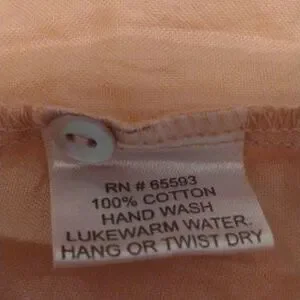 RN # 65593
100% COTTON
HAND WASH
LUKEWARM WATER.
HANG OR TWIST DRY